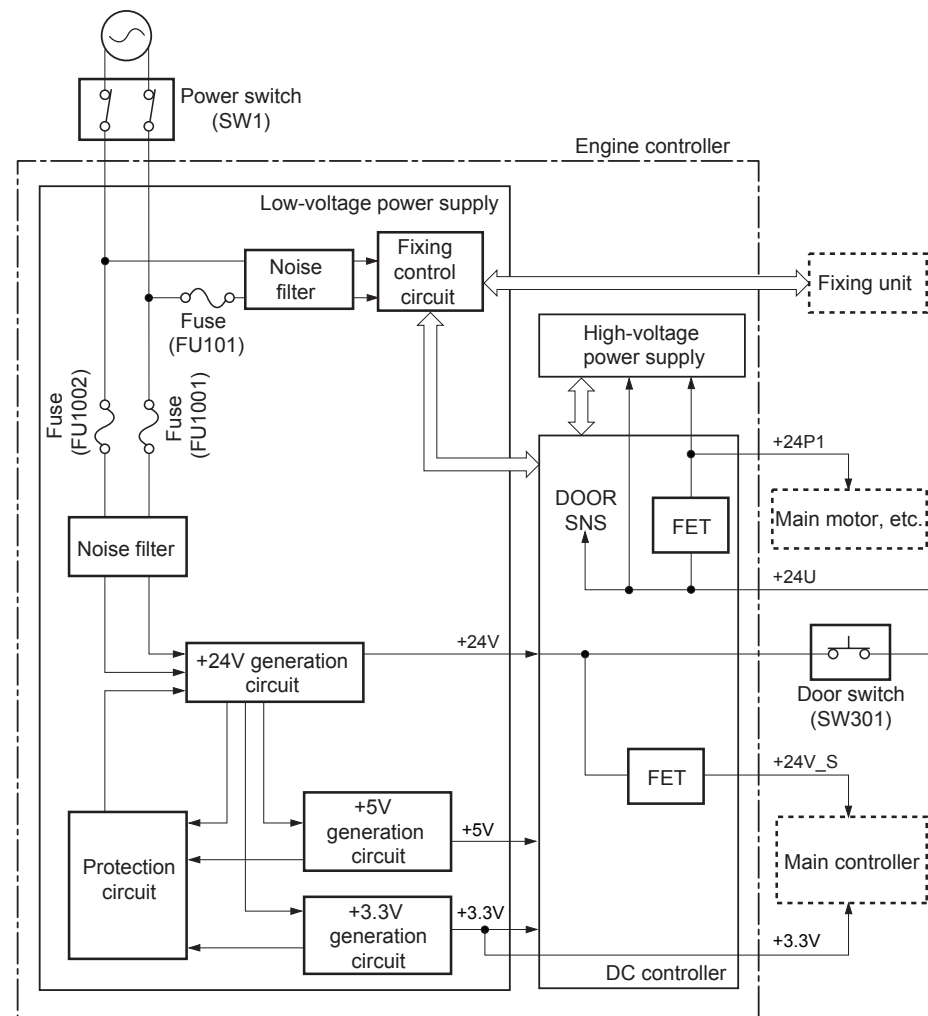 Power switch
(SW1)
Engine controller
Low-voltage power supply
Noise
filter
Fixing
control
circuit
Fixing unit
Fuse
(FU101)
High-voltage
power supply
Fuse
(FU1002)
Fuse
(FU1001)
+24P1
DOOR
SNS
FET
Main motor, etc.
Noise filter
+24U
+24V generation
circuit
+24V
Door switch
(SW301)
FET
+24V_S
+5V
generation
circuit
+5V
Protection
circuit
Main controller
+3.3V
generation
circuit
+3.3V
+3.3V
DC controller